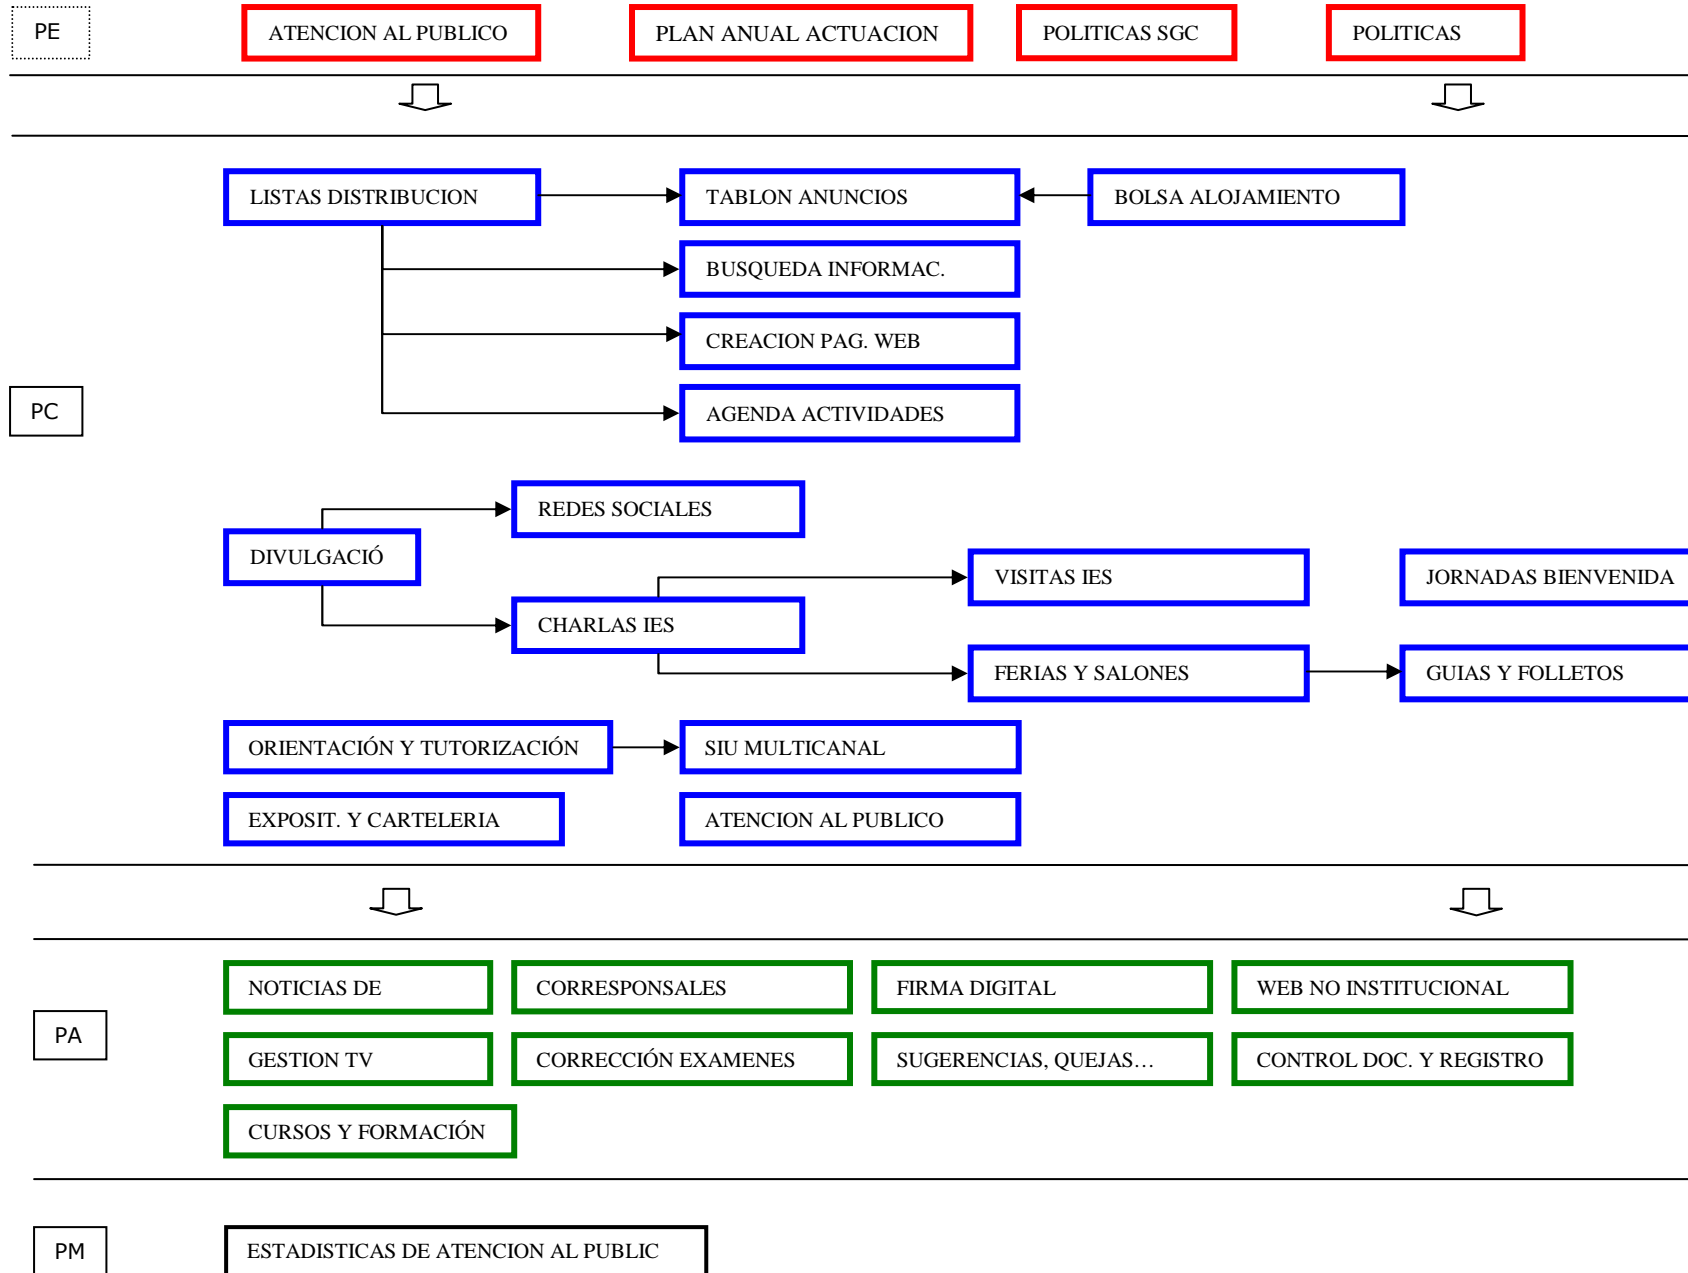 PE
ATENCION AL PUBLICO
PLAN ANUAL ACTUACION
POLITICAS SGC
POLITICAS
LISTAS DISTRIBUCION
TABLON ANUNCIOS
BOLSA ALOJAMIENTO
BUSQUEDA INFORMAC.
CREACION PAG. WEB
PC
AGENDA ACTIVIDADES
REDES SOCIALES
DIVULGACIÓ
VISITAS IES
JORNADAS BIENVENIDA
CHARLAS IES
FERIAS Y SALONES
GUIAS Y FOLLETOS
ORIENTACIÓN Y TUTORIZACIÓN
SIU MULTICANAL
EXPOSIT. Y CARTELERIA
ATENCION AL PUBLICO
NOTICIAS DE
CORRESPONSALES
FIRMA DIGITAL
WEB NO INSTITUCIONAL
PA
GESTION TV
CORRECCIÓN EXAMENES
SUGERENCIAS, QUEJAS…
CONTROL DOC. Y REGISTRO
CURSOS Y FORMACIÓN
PM
ESTADISTICAS DE ATENCION AL PUBLIC